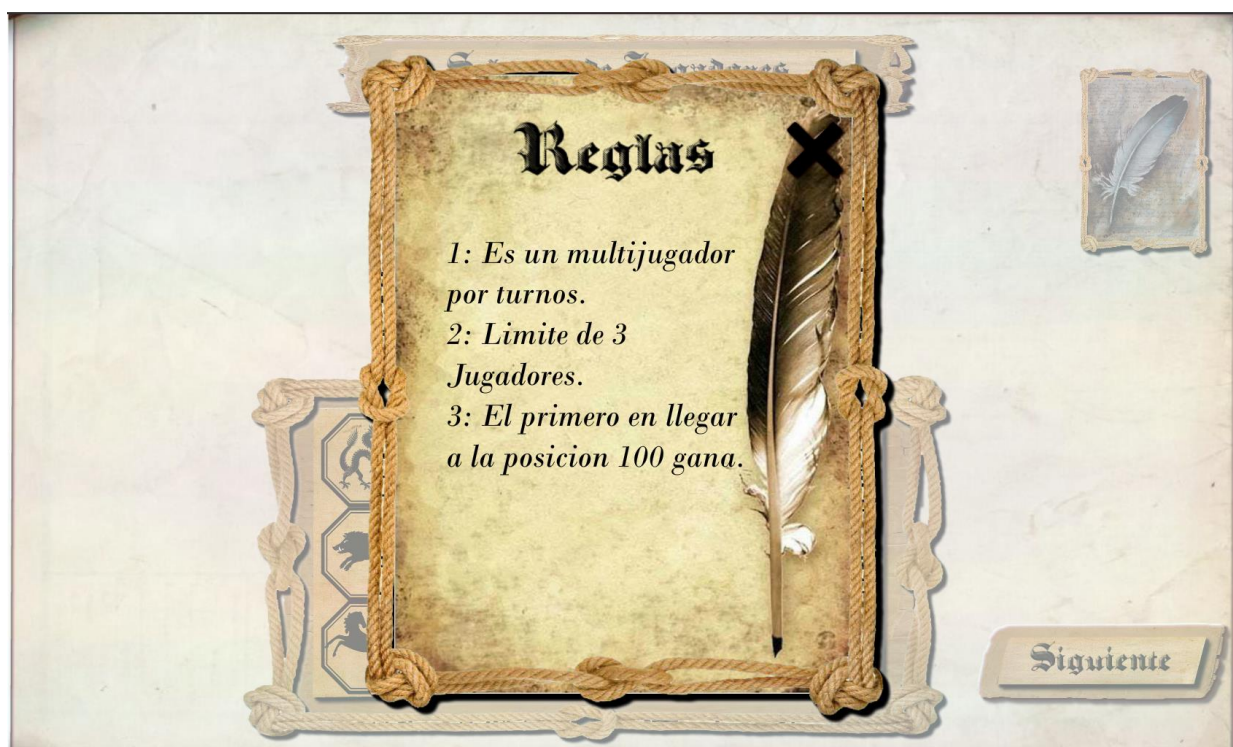 de
Reglas
1: Es un multijugador
por turnos.
2: Limite de 3
Jugadores.
3: El primero en llegar
a la posicion 100 gana.
Siguiente